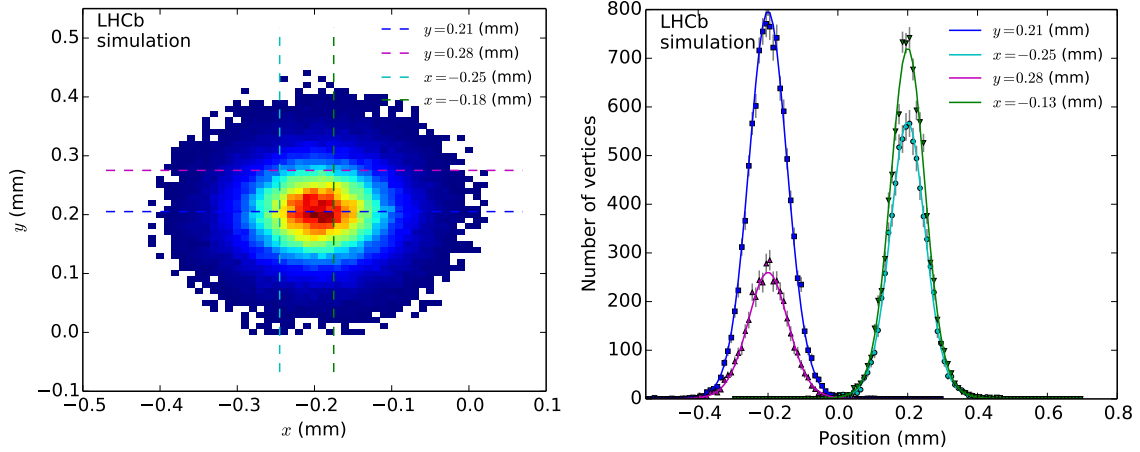 LHCb
simulation
y=0.21 (mm)
y=0.28 (mm)
x=−0.25 (mm)
x=−0.18 (mm)
0.5
0.4
0.3
0.2
0.1
0.0
−0.1
y (mm)
−0.5 −0.4 −0.3 −0.2 −0.1 0.0 0.1
x (mm)
LHCb
simulation
y=0.21 (mm)
x=−0.25 (mm)
y=0.28 (mm)
x=−0.13 (mm)
800
700
600
500
400
300
200
100
0
Number of vertices
−0.4 −0.2 0.0 0.2 0.4 0.6 0.8
Position (mm)